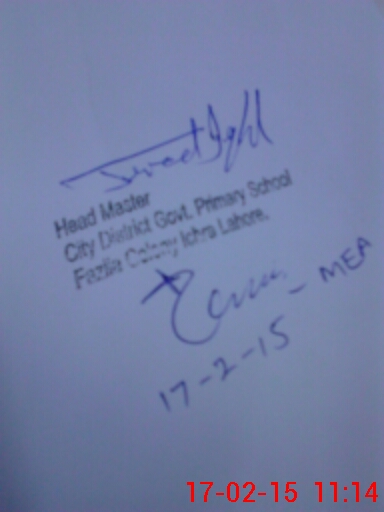 Head Master
City District Govt. Primary School
Fazlia Colony Ichra Lahore.
- MEA
17-2-15
17-02-15 11:14